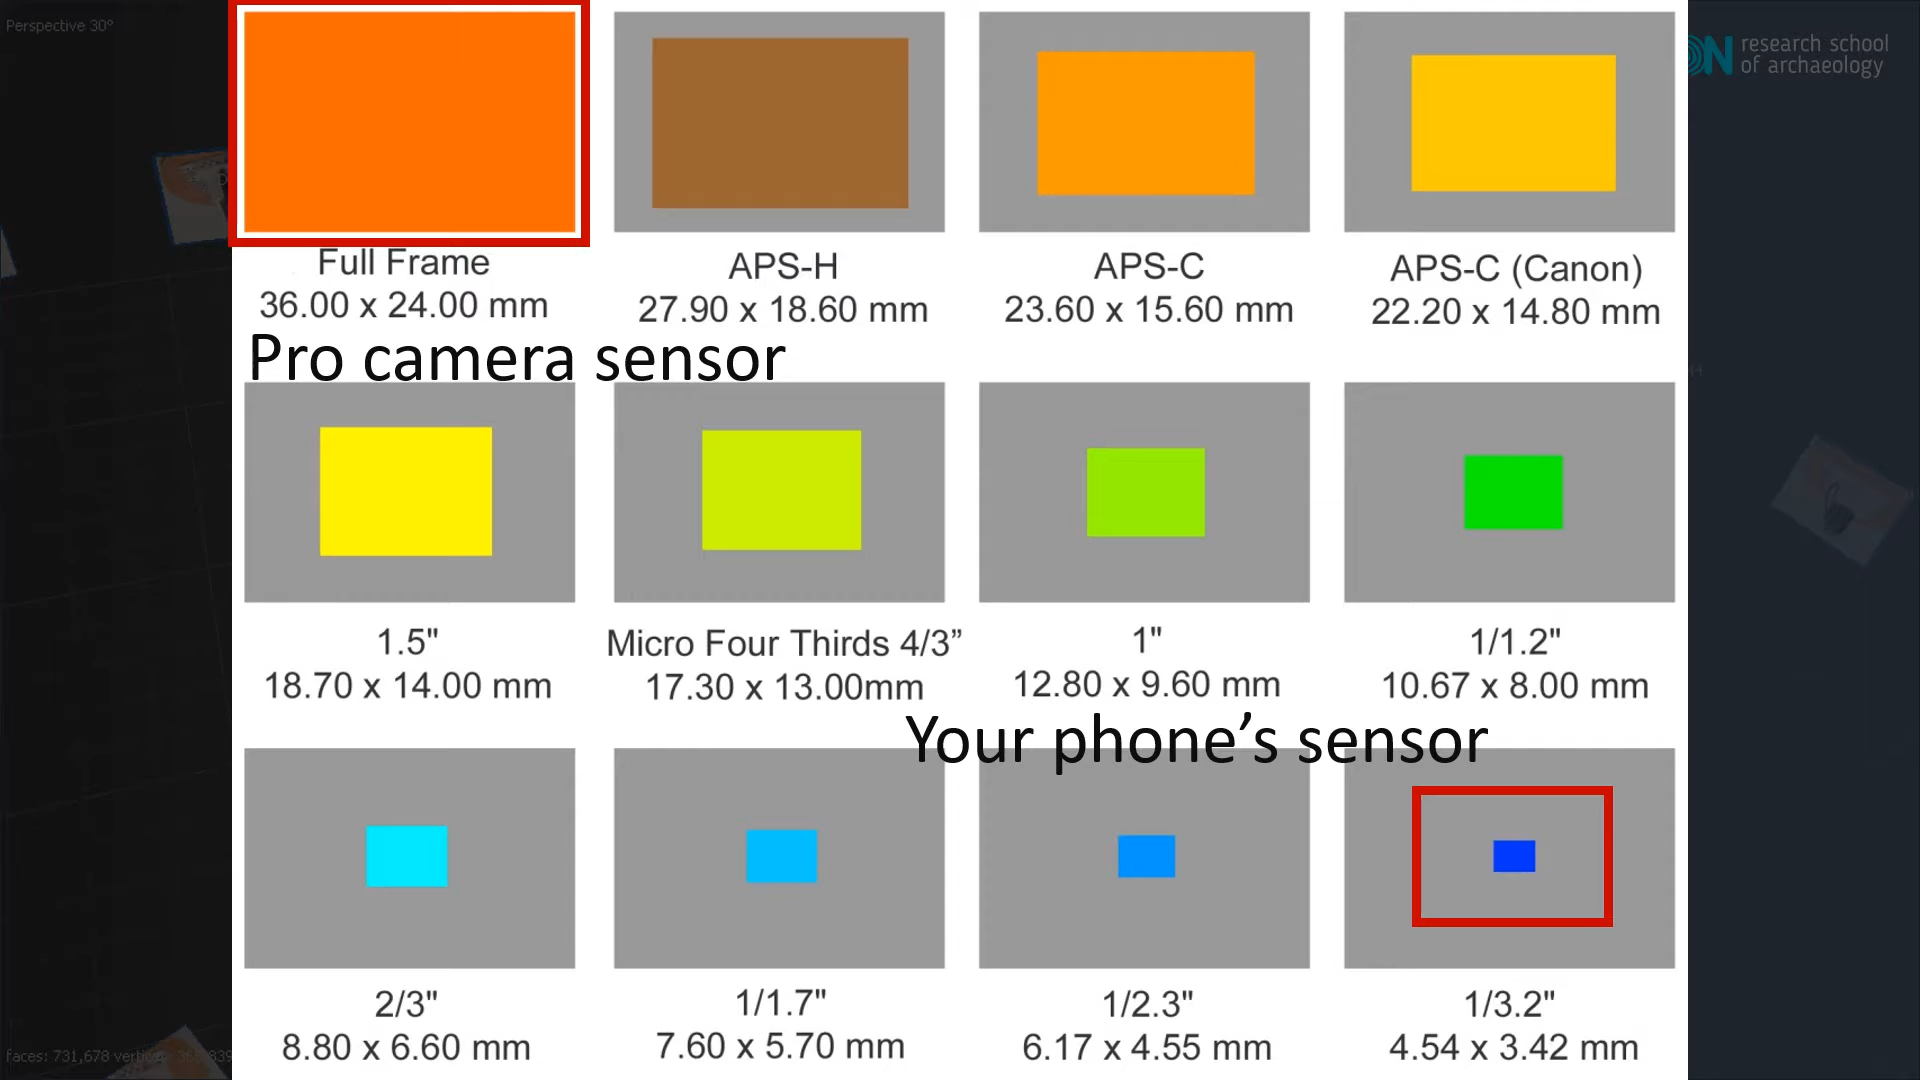 Perspective 30°
ON research school
of archaeology
Full Frame
36.00 x 24.00 mm
APS-H
27.90 x 18.60 mm
APS-C
23.60 x 15.60 mm
APS-C (Canon)
22.20 x 14.80 mm
Pro camera sensor
1.5"
18.70 x 14.00 mm
Micro Four Thirds 4/3”
17.30 x 13.00mm
1"
12.80 x 9.60 mm
1/1.2"
10.67 x 8.00 mm
Your phone’s sensor
2/3"
8.80 x 6.60 mm
1/1.7"
7.60 x 5.70 mm
1/2.3"
6.17 x 4.55 mm
1/3.2"
4.54 x 3.42 mm
faces: 731,678